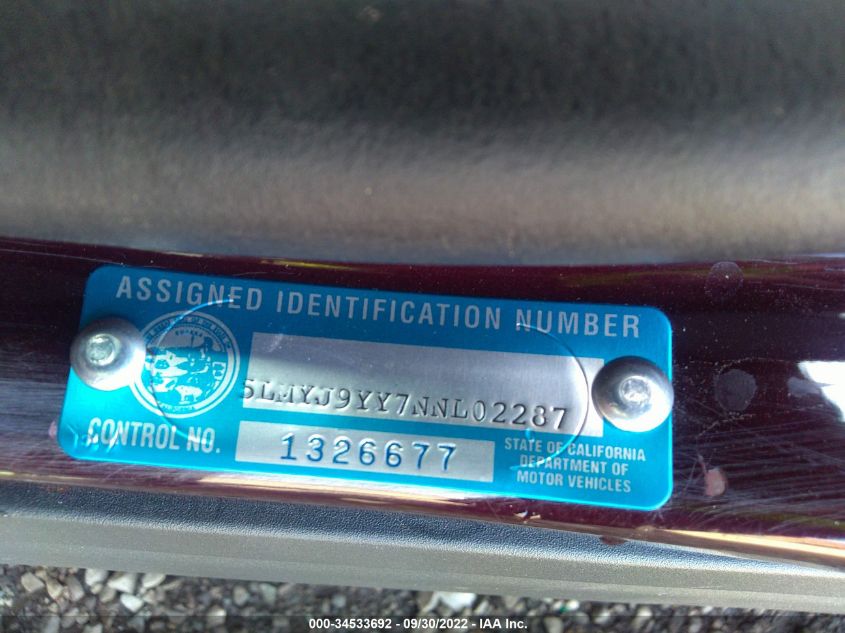 ASSIGNED IDENTIFICATION NUMBER
5LMYJ9YY7NNL02287
CONTROL NO.
1326677
STATE OF CALIFORNIA
DEPARTMENT OF
MOTOR VEHICLES
000-34533692 - 09/30/2022 - IAA Inc.